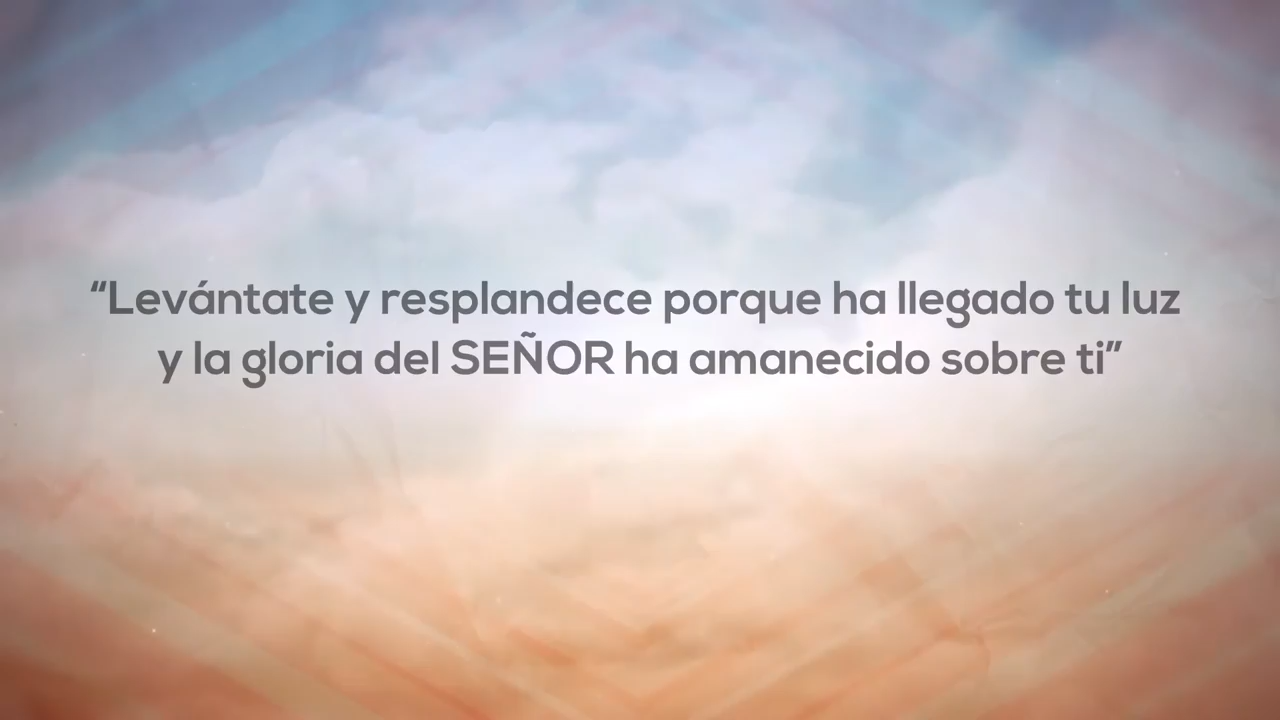 “Levántate y resplandece porque ha llegado tu luz
y la gloria del SEÑOR ha amanecido sobre ti”